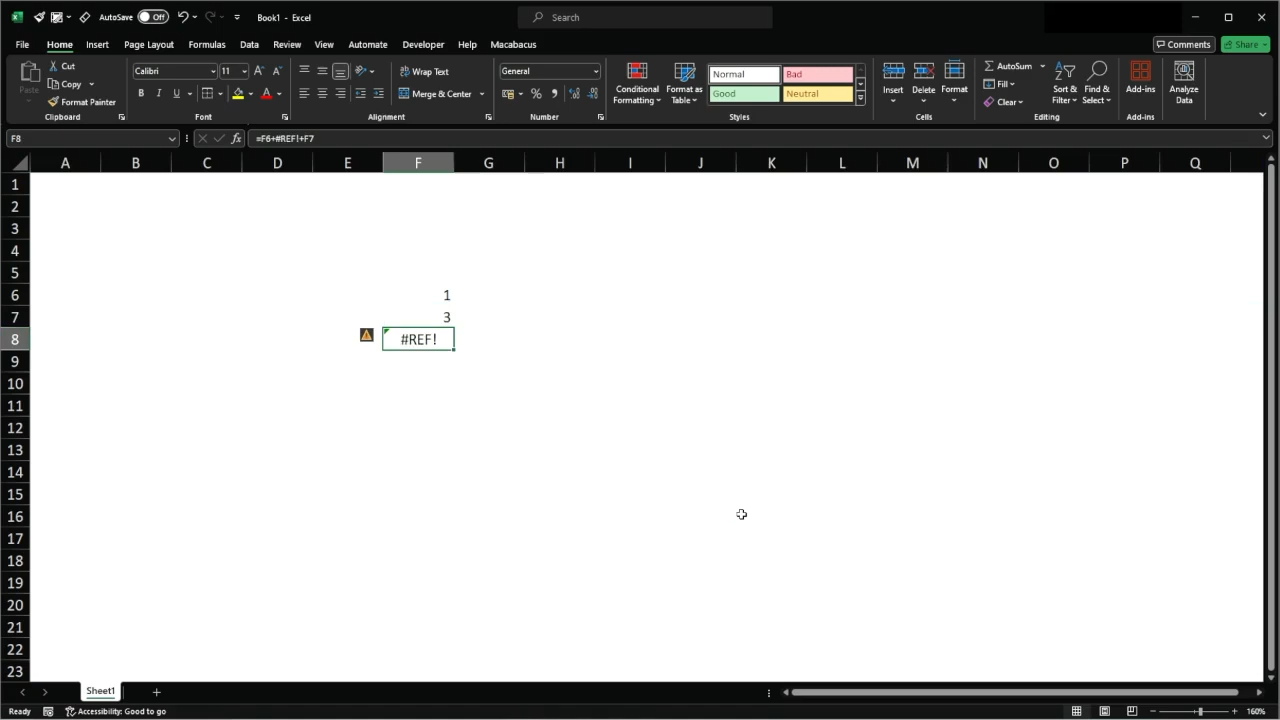 AutoSave Off Book1 - Excel Search
File Home Insert Page Layout Formulas Data Review View Automate Developer Help Macabacus Comments Share
Paste Cut Copy Format Painter Clipboard
Calibri 11 B I U Font
Wrap Text Merge & Center Alignment
General % Number
Conditional Formatting Format as Table Normal Bad Good Neutral Styles
Insert Delete Format Cells
AutoSum Fill Clear Sort & Filter Find & Select Editing
Add-ins Add-ins
Analyze Data
F8 fx =F6+#REF!+F7
A B C D E F G H I J K L M N O P Q
1
2
3
4
5
6 1
7 3
8 #REF!
9
10
11
12
13
14
15
16
17
18
19
20
21
22
23
Sheet1
Ready Accessibility: Good to go 160%